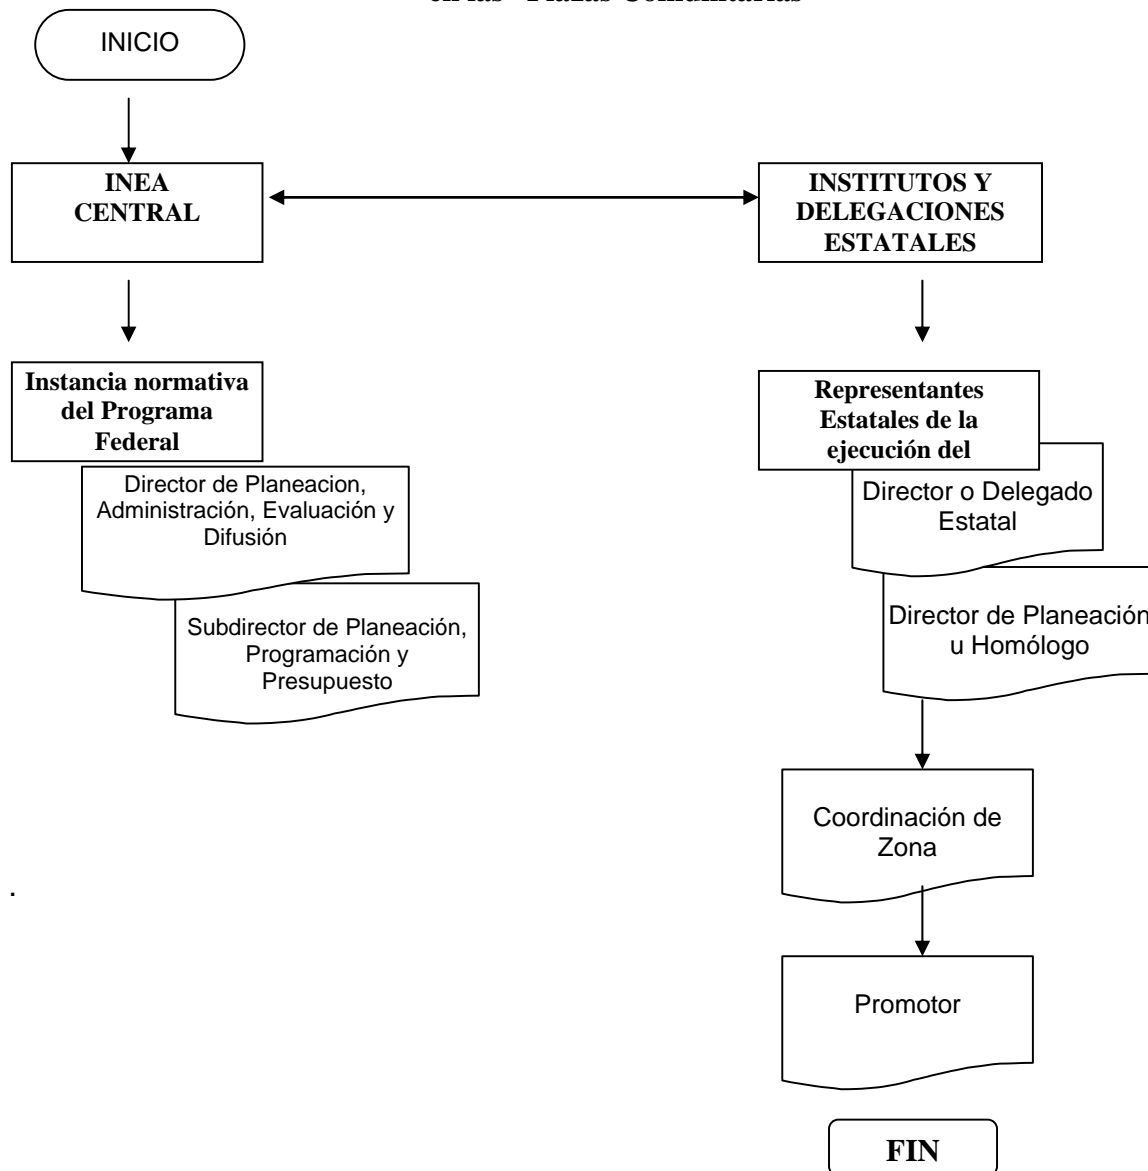 en las "Plazas Comunitarias"
INICIO
INEA
CENTRAL
INSTITUTOS Y
DELEGACIONES
ESTATALES
Instancia normativa
del Programa
Federal
Representantes
Estatales de la
ejecución del
Director de Planeacion,
Administración, Evaluación y
Difusión
Director o Delegado
Estatal
Subdirector de Planeación,
Programación y
Presupuesto
Director de Planeación
u Homólogo
Coordinación de
Zona
.
Promotor
FIN